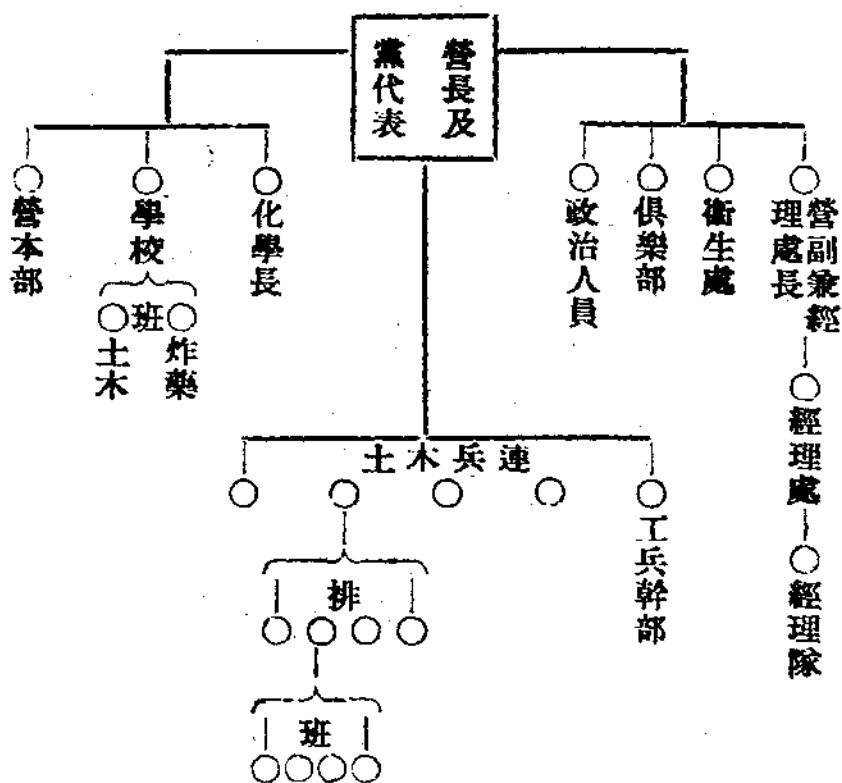 營長及
黨代表
營副兼經
理處長
經理處
經理隊
衛生處
俱樂部
政治人員
化學長
學校
班
炸藥
土木
營本部
連兵木土
工兵幹部
排
班